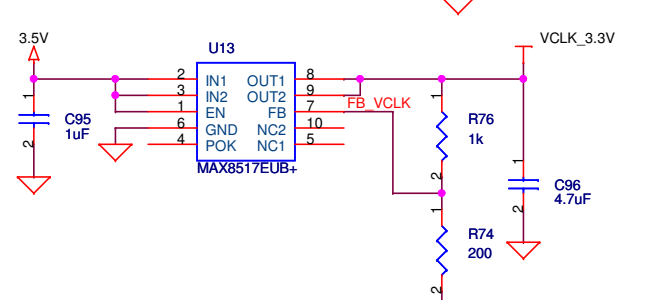 3.5V
VCLK_3.3V
U13
2 IN1 OUT1 8
3 IN2 OUT2 9
1 EN FB 7
FB_VCLK
6 GND NC2 10
4 POK NC1 5
MAX8517EUB+
1
C95
1uF
2
1
R76
1k
2
1
C96
4.7uF
2
1
R74
200
2